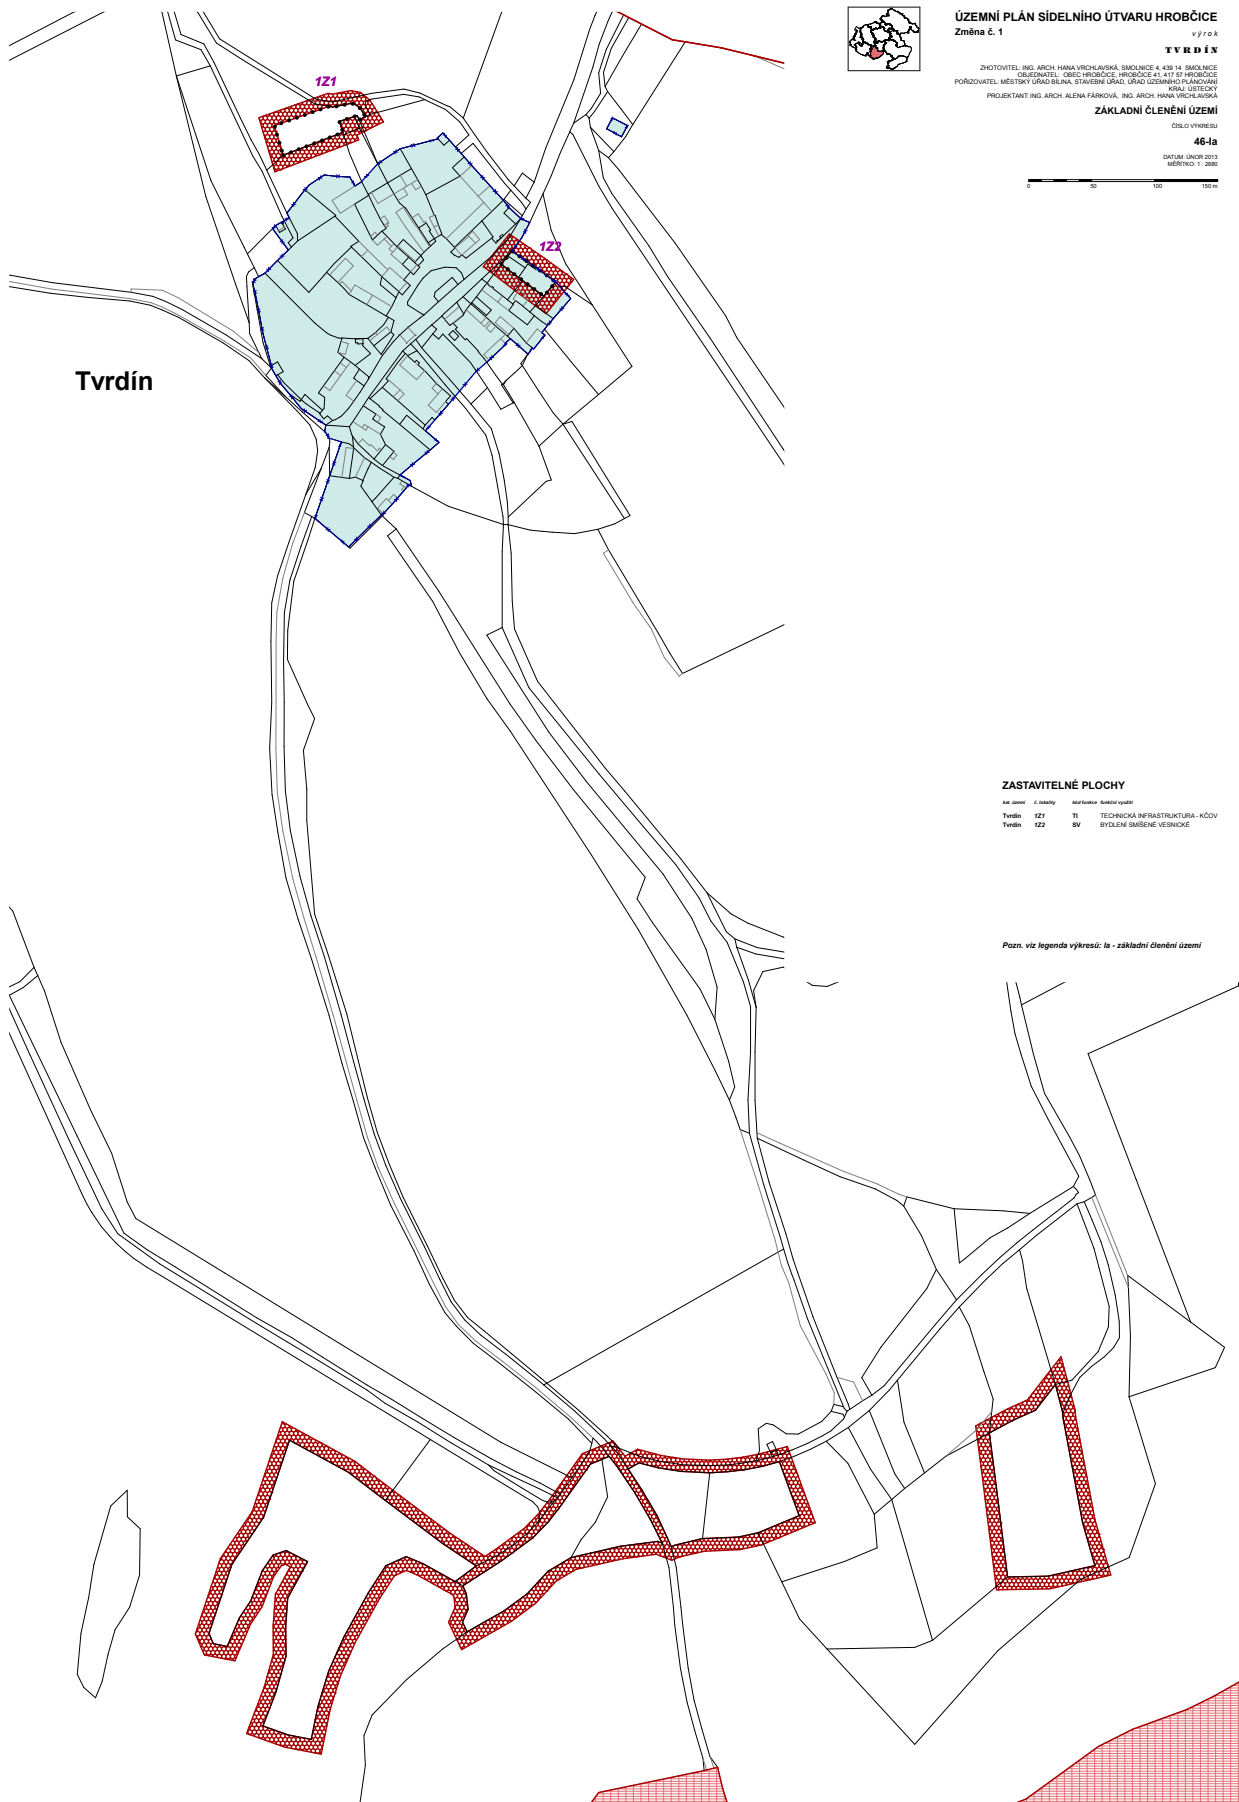 ÚZEMNÍ PLÁN SÍDELNÍHO ÚTVARU HROBČICE
Změna č. 1
výrok
TVRDÍN
ZHOTOVITEL: ING. ARCH. HANA VRCHLAVSKÁ, SMOLNICE 4, 439 14 SMOLNICE
OBJEDNATEL: OBEC HROBČICE, HROBČICE 41, 417 57 HROBČICE
POŘIZOVATEL: MĚSTSKÝ ÚŘAD BÍLINA, STAVEBNÍ ÚŘAD, ÚŘAD ÚZEMNÍHO PLÁNOVÁNÍ
KRAJ: ÚSTECKÝ
PROJEKTANT: ING. ARCH. ALENA FÁRKOVÁ, ING. ARCH. HANA VRCHLAVSKÁ
ZÁKLADNÍ ČLENĚNÍ ÚZEMÍ
ČÍSLO VÝKRESU
46-Ia
DATUM: ÚNOR 2013
MĚŘÍTKO: 1 : 2880
0 50 100 150 m
1Z1
1Z2
Tvrdín
ZASTAVITELNÉ PLOCHY
kat. území č. lokality kód funkce funkční využití
Tvrdín 1Z1 TI TECHNICKÁ INFRASTRUKTURA - KČOV
Tvrdín 1Z2 SV BYDLENÍ SMÍŠENÉ VESNICKÉ
Pozn. viz legenda výkresů: Ia - základní členění území